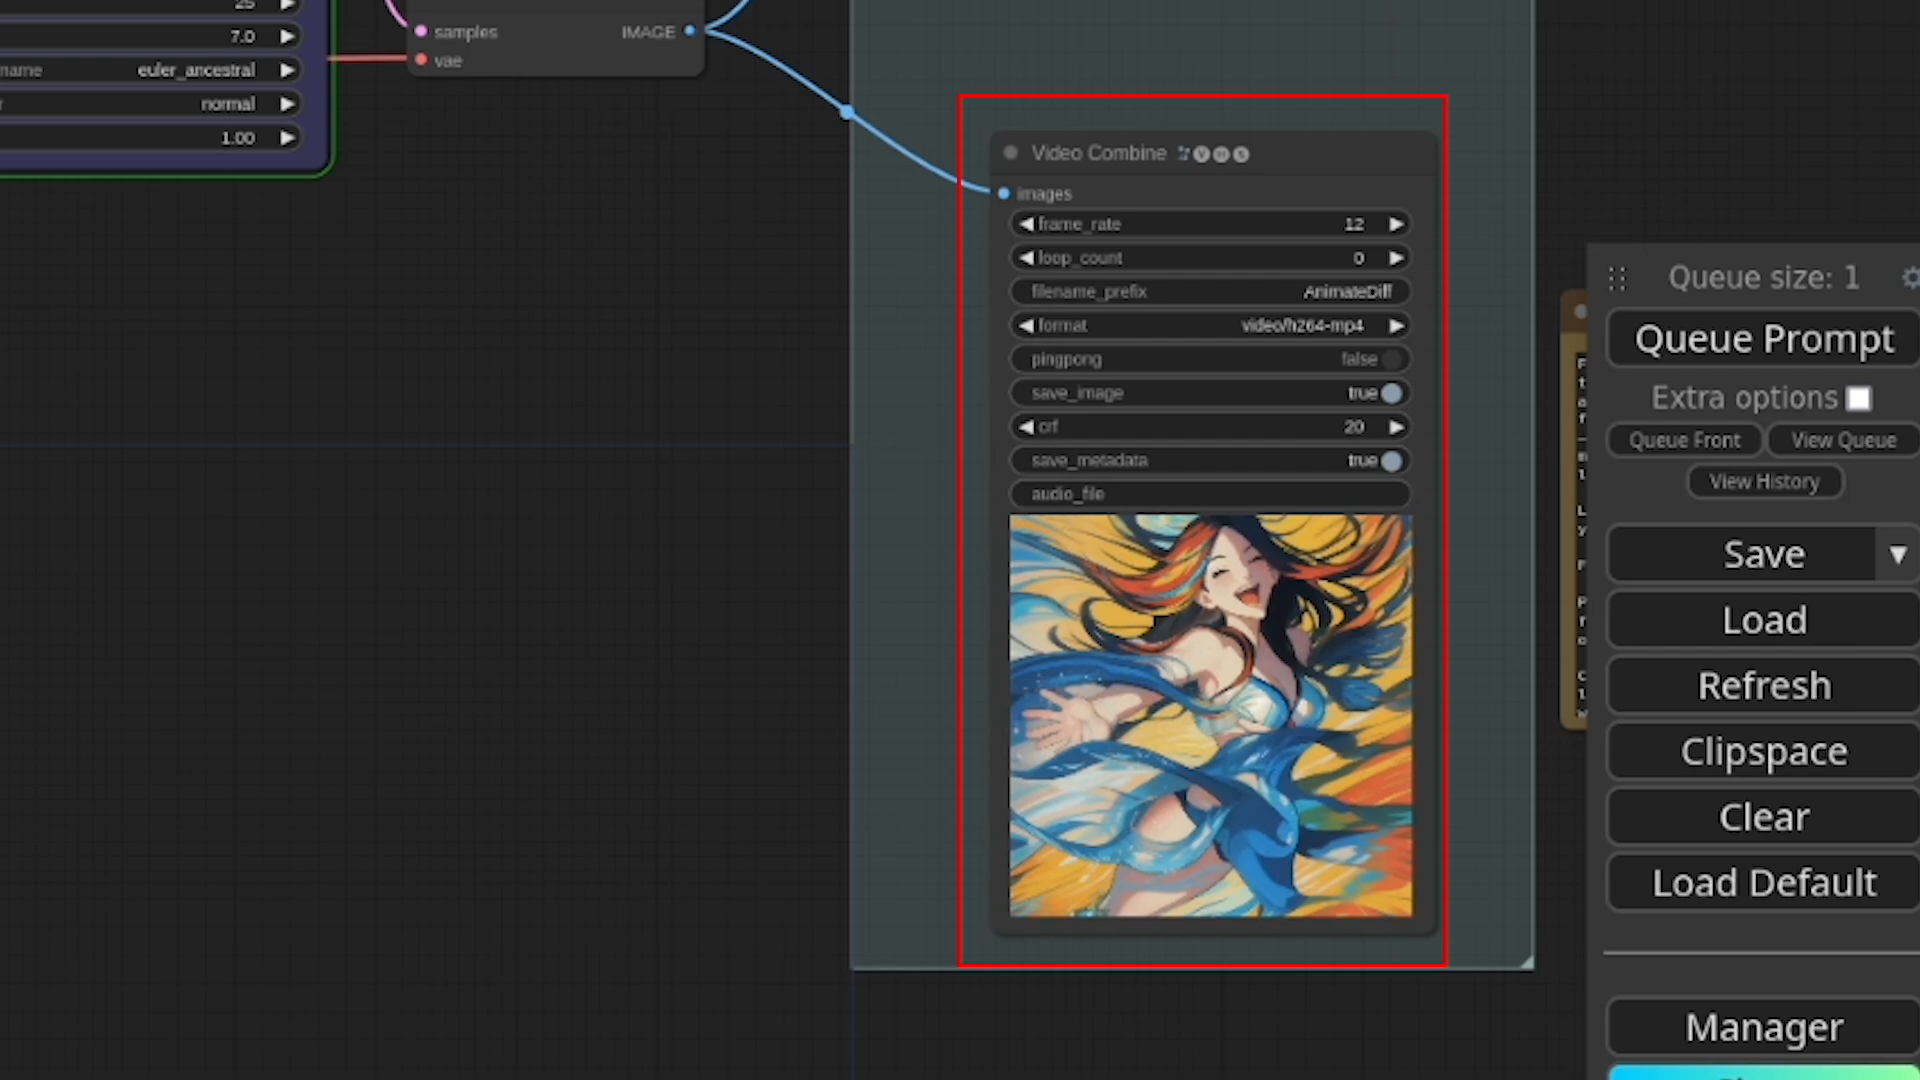 25
7.0
name euler_ancestral
normal
1.00
samples IMAGE
vae
Video Combine V H S
images
frame_rate 12
loop_count 0
filename_prefix AnimateDiff
format video/h264-mp4
pingpong false
save_image true
crf 20
save_metadata true
audio_file
Queue size: 1
Queue Prompt
Extra options
Queue Front View Queue
View History
Save
Load
Refresh
Clipspace
Clear
Load Default
Manager